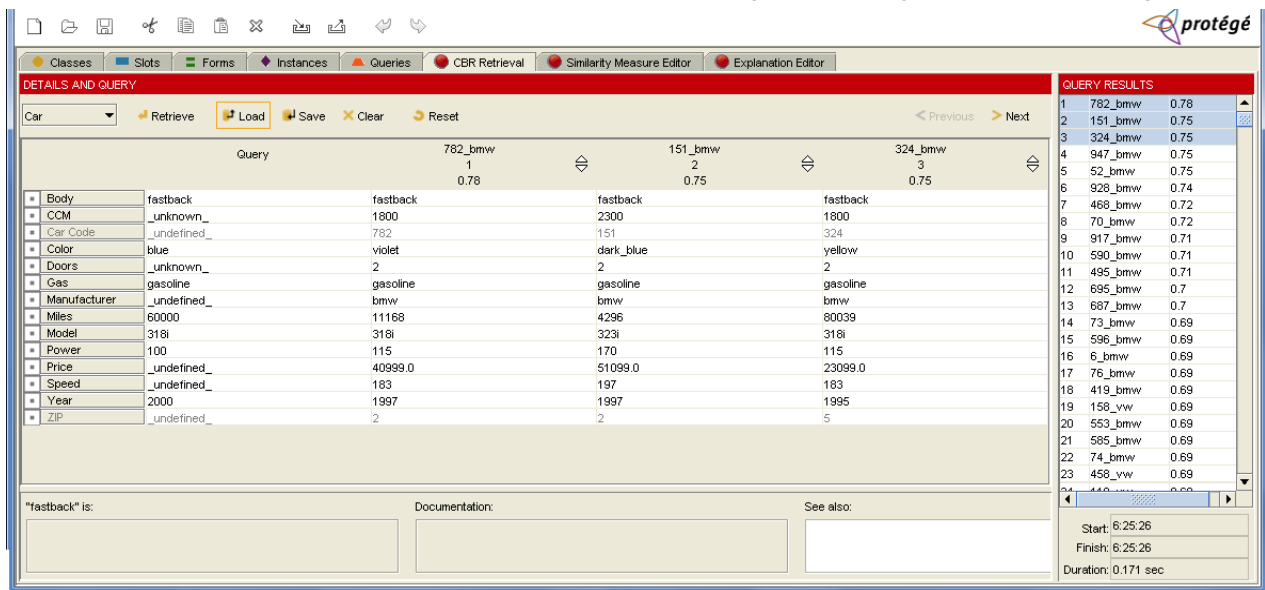 protégé
Classes Slots Forms Instances Queries CBR Retrieval Similarity Measure Editor Explanation Editor
DETAILS AND QUERY
Car Retrieve Load Save Clear Reset < Previous > Next
Query 782_bmw 151_bmw 324_bmw
1 2 3
0.78 0.75 0.75
Body fastback fastback fastback fastback
CCM _unknown_ 1800 2300 1800
Car Code _undefined_ 782 151 324
Color blue violet dark_blue yellow
Doors _unknown_ 2 2 2
Gas gasoline gasoline gasoline gasoline
Manufacturer _undefined_ bmw bmw bmw
Miles 60000 11168 4296 80039
Model 318i 318i 323i 318i
Power 100 115 170 115
Price _undefined_ 40999.0 51099.0 23099.0
Speed _undefined_ 183 197 183
Year 2000 1997 1997 1995
ZIP _undefined_ 2 2 5
"fastback" is: Documentation: See also:
QUERY RESULTS
1 782_bmw 0.78
2 151_bmw 0.75
3 324_bmw 0.75
4 947_bmw 0.75
5 52_bmw 0.75
6 928_bmw 0.74
7 468_bmw 0.72
8 70_bmw 0.72
9 917_bmw 0.71
10 590_bmw 0.71
11 495_bmw 0.71
12 695_bmw 0.7
13 687_bmw 0.7
14 73_bmw 0.69
15 596_bmw 0.69
16 6_bmw 0.69
17 76_bmw 0.69
18 419_bmw 0.69
19 158_vw 0.69
20 553_bmw 0.69
21 585_bmw 0.69
22 74_bmw 0.69
23 458_vw 0.69
Start: 6:25:26
Finish: 6:25:26
Duration: 0.171 sec